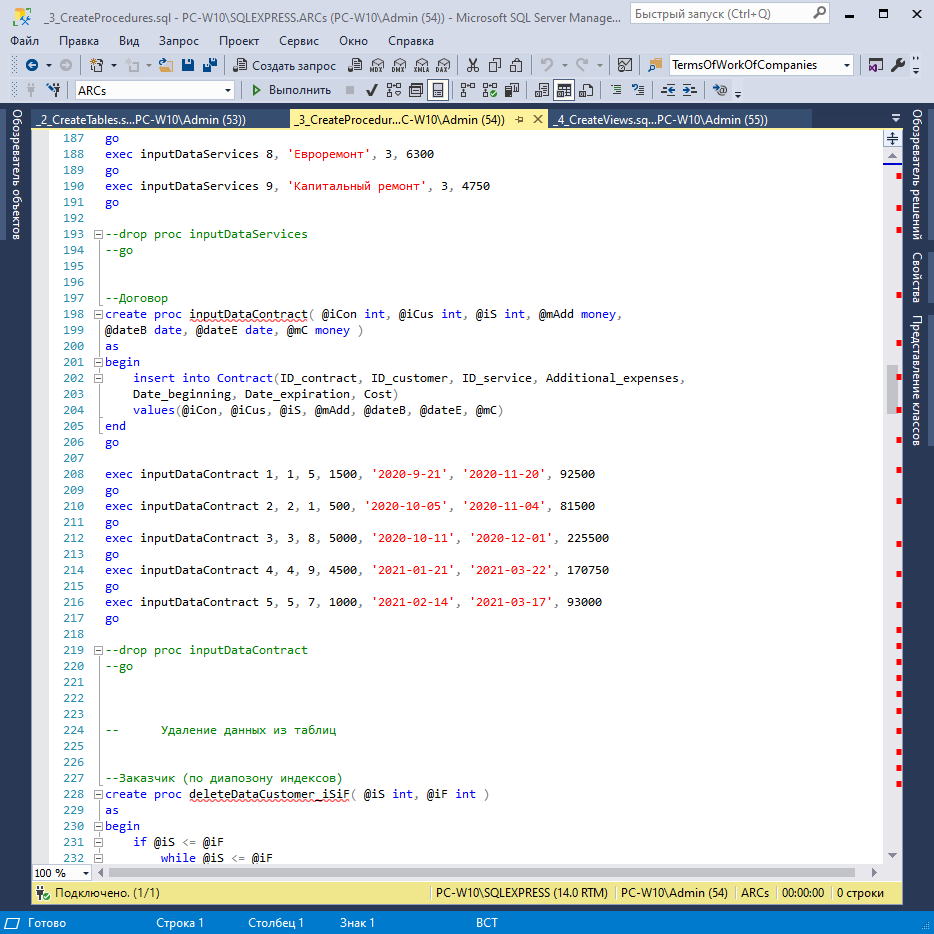 _3_CreateProcedures.sql - PC-W10\SQLEXPRESS.ARCs (PC-W10\Admin (54)) - Microsoft SQL Server Manage...
Быстрый запуск (Ctrl+Q)
Файл Правка Вид Запрос Проект Сервис Окно Справка
Создать запрос MDX DMX XMLA DAX TermsOfWorkOfCompanies
ARCs Выполнить
_2_CreateTables.s...PC-W10\Admin (53)) _3_CreateProcedur...C-W10\Admin (54)) _4_CreateViews.sq...PC-W10\Admin (55))
Обозреватель объектов
187 go
188 exec inputDataServices 8, 'Евроремонт', 3, 6300
189 go
190 exec inputDataServices 9, 'Капитальный ремонт', 3, 4750
191 go
192
193 --drop proc inputDataServices
194 --go
195
196
197 --Договор
198 create proc inputDataContract( @iCon int, @iCus int, @iS int, @mAdd money,
199 @dateB date, @dateE date, @mC money )
200 as
201 begin
202 insert into Contract(ID_contract, ID_customer, ID_service, Additional_expenses,
203 Date_beginning, Date_expiration, Cost)
204 values(@iCon, @iCus, @iS, @mAdd, @dateB, @dateE, @mC)
205 end
206 go
207
208 exec inputDataContract 1, 1, 5, 1500, '2020-9-21', '2020-11-20', 92500
209 go
210 exec inputDataContract 2, 2, 1, 500, '2020-10-05', '2020-11-04', 81500
211 go
212 exec inputDataContract 3, 3, 8, 5000, '2020-10-11', '2020-12-01', 225500
213 go
214 exec inputDataContract 4, 4, 9, 4500, '2021-01-21', '2021-03-22', 170750
215 go
216 exec inputDataContract 5, 5, 7, 1000, '2021-02-14', '2021-03-17', 93000
217 go
218
219 --drop proc inputDataContract
220 --go
221
222
223
224 -- Удаление данных из таблиц
225
226
227 --Заказчик (по диапозону индексов)
228 create proc deleteDataCustomer_iSiF( @iS int, @iF int )
229 as
230 begin
231 if @iS <= @iF
232 while @iS <= @iF
Обозреватель решений
Свойства
Представление классов
100 %
Подключено. (1/1) PC-W10\SQLEXPRESS (14.0 RTM) PC-W10\Admin (54) ARCs 00:00:00 0 строки
Готово Строка 1 Столбец 1 Знак 1 ВСТ